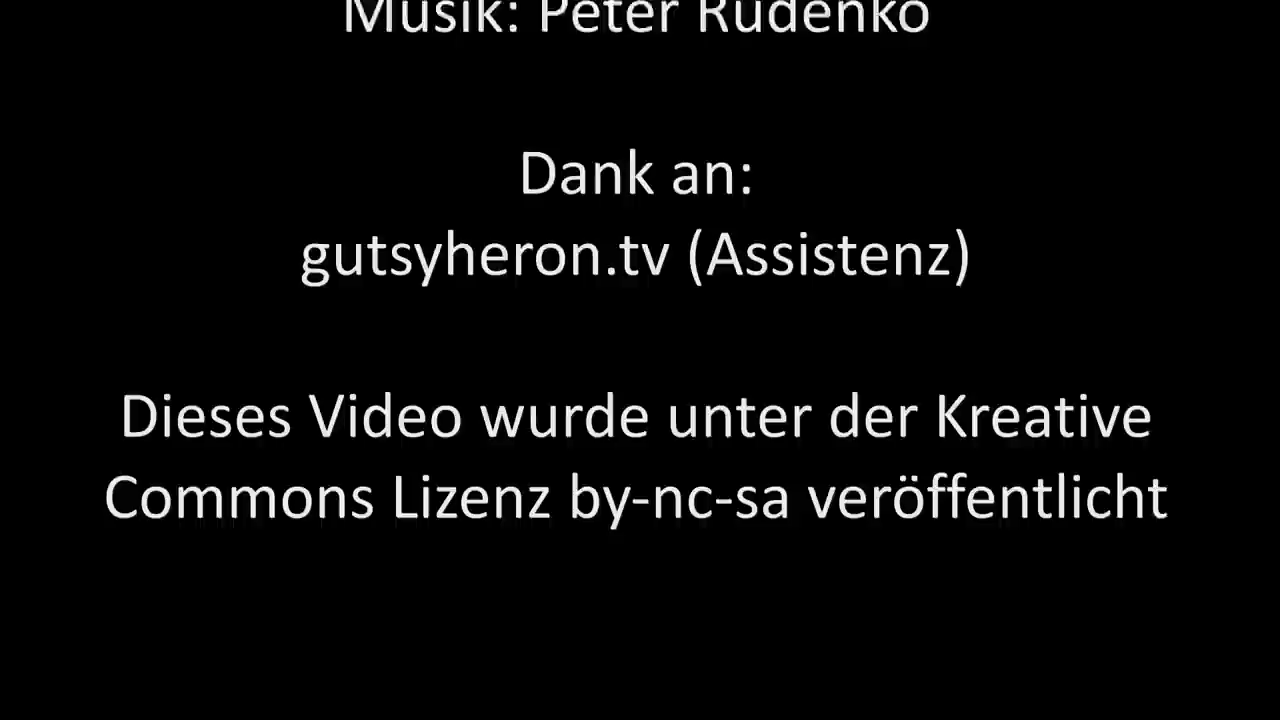 Musik: Peter Rudenko
Dank an:
gutsyheron.tv (Assistenz)
Dieses Video wurde unter der Kreative
Commons Lizenz by-nc-sa veröffentlicht